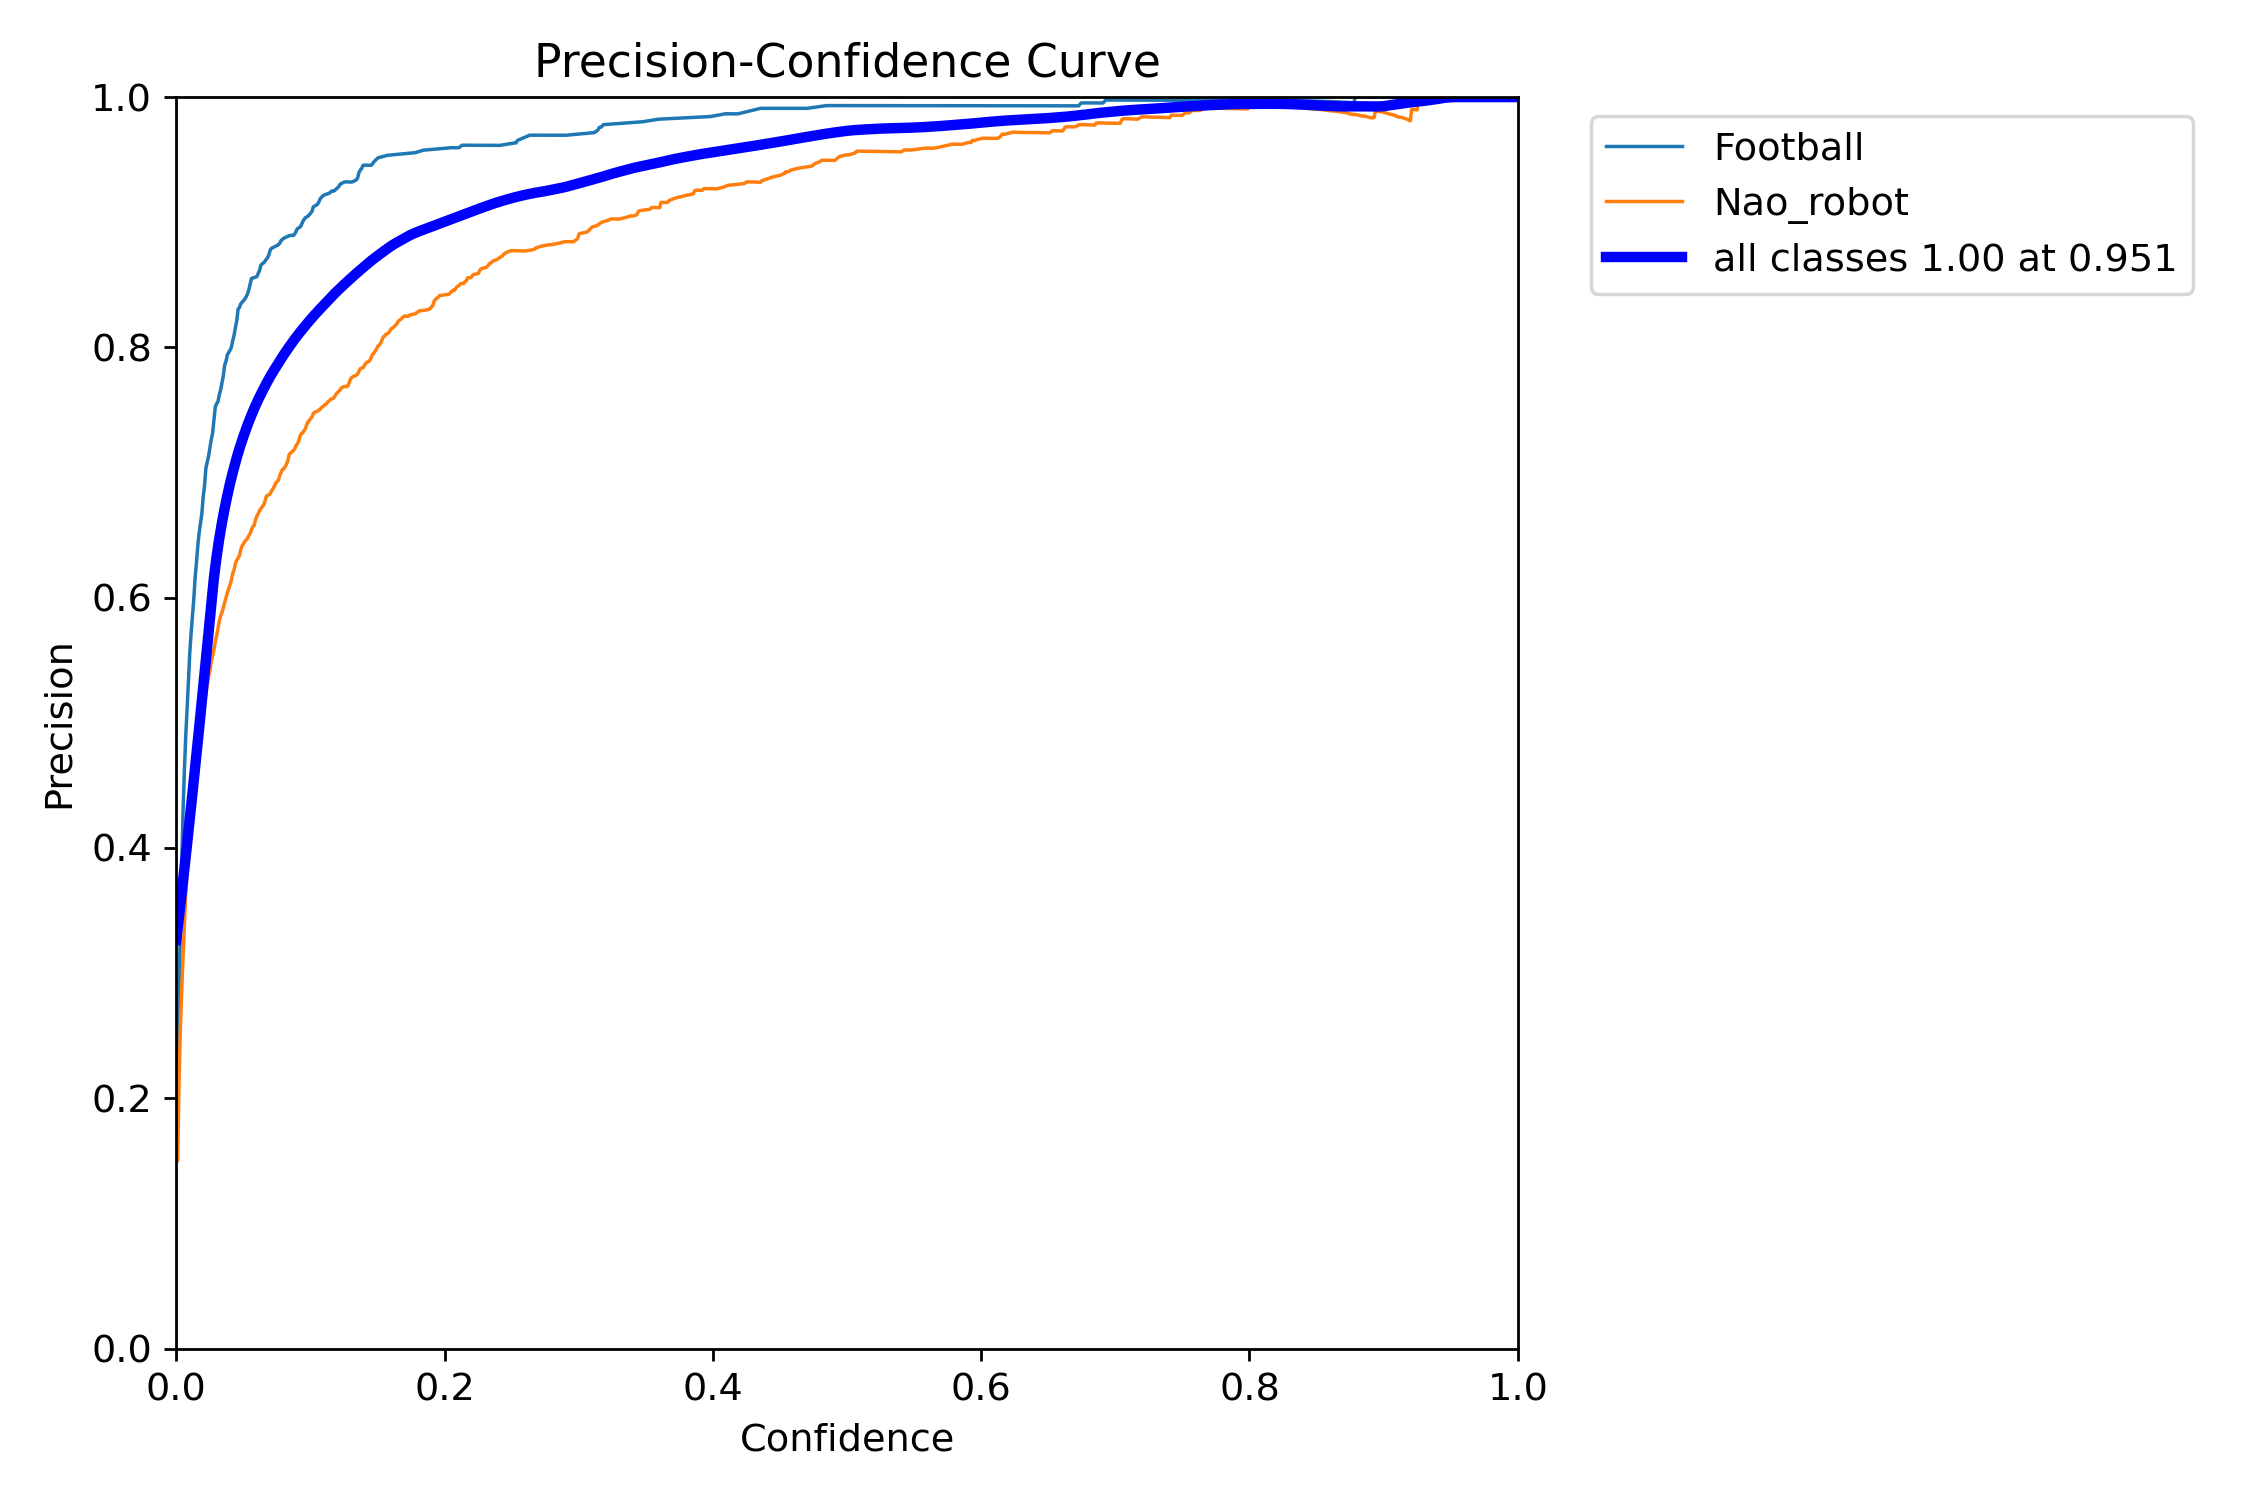 Precision-Confidence Curve
1.0
0.8
0.6
0.4
0.2
0.0
Precision
0.0 0.2 0.4 0.6 0.8 1.0
Confidence
Football
Nao_robot
all classes 1.00 at 0.951